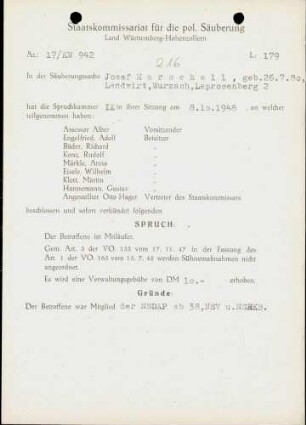 Staatskommissariat für die pol. Säuberung
Land Württemberg-Hohenzollern
Az.: 17/KW 942
L: 179
216
In der Säuberungssache Josef Marschall, geb.26.7.80,
Landwirt, Wurzach, Leprosenberg 2
hat die Spruchkammer IX in ihrer Sitzung am 8.10.1948, an welcher
teilgenommen haben:
Assessor After Vorsitzender
Engelfried, Adolf Beisitzer
Bäder, Richard
Kenz, Rudolf
Märkle, Anna
Eisele, Wilhelm
Klett, Martin
Hannemann, Gustav
Angestellter Otto Hager Vertreter des Staatskommissars
beschlossen und sofort verkündet folgenden
SPRUCH:
Der Betroffene ist Mitläufer.
Gem. Art. 3 der VO. 133 vom 17. 11. 47 in der Fassung des
Art. 1 der VO. 165 vom 13. 7. 48 werden Sühnemaßnahmen nicht
angeordnet.
Es wird eine Verwaltungsgebühr von DM 10.- erhoben.
Gründe:
Der Betroffene war Mitglied der NSDAP ab 38, NSV u. NSRKB.